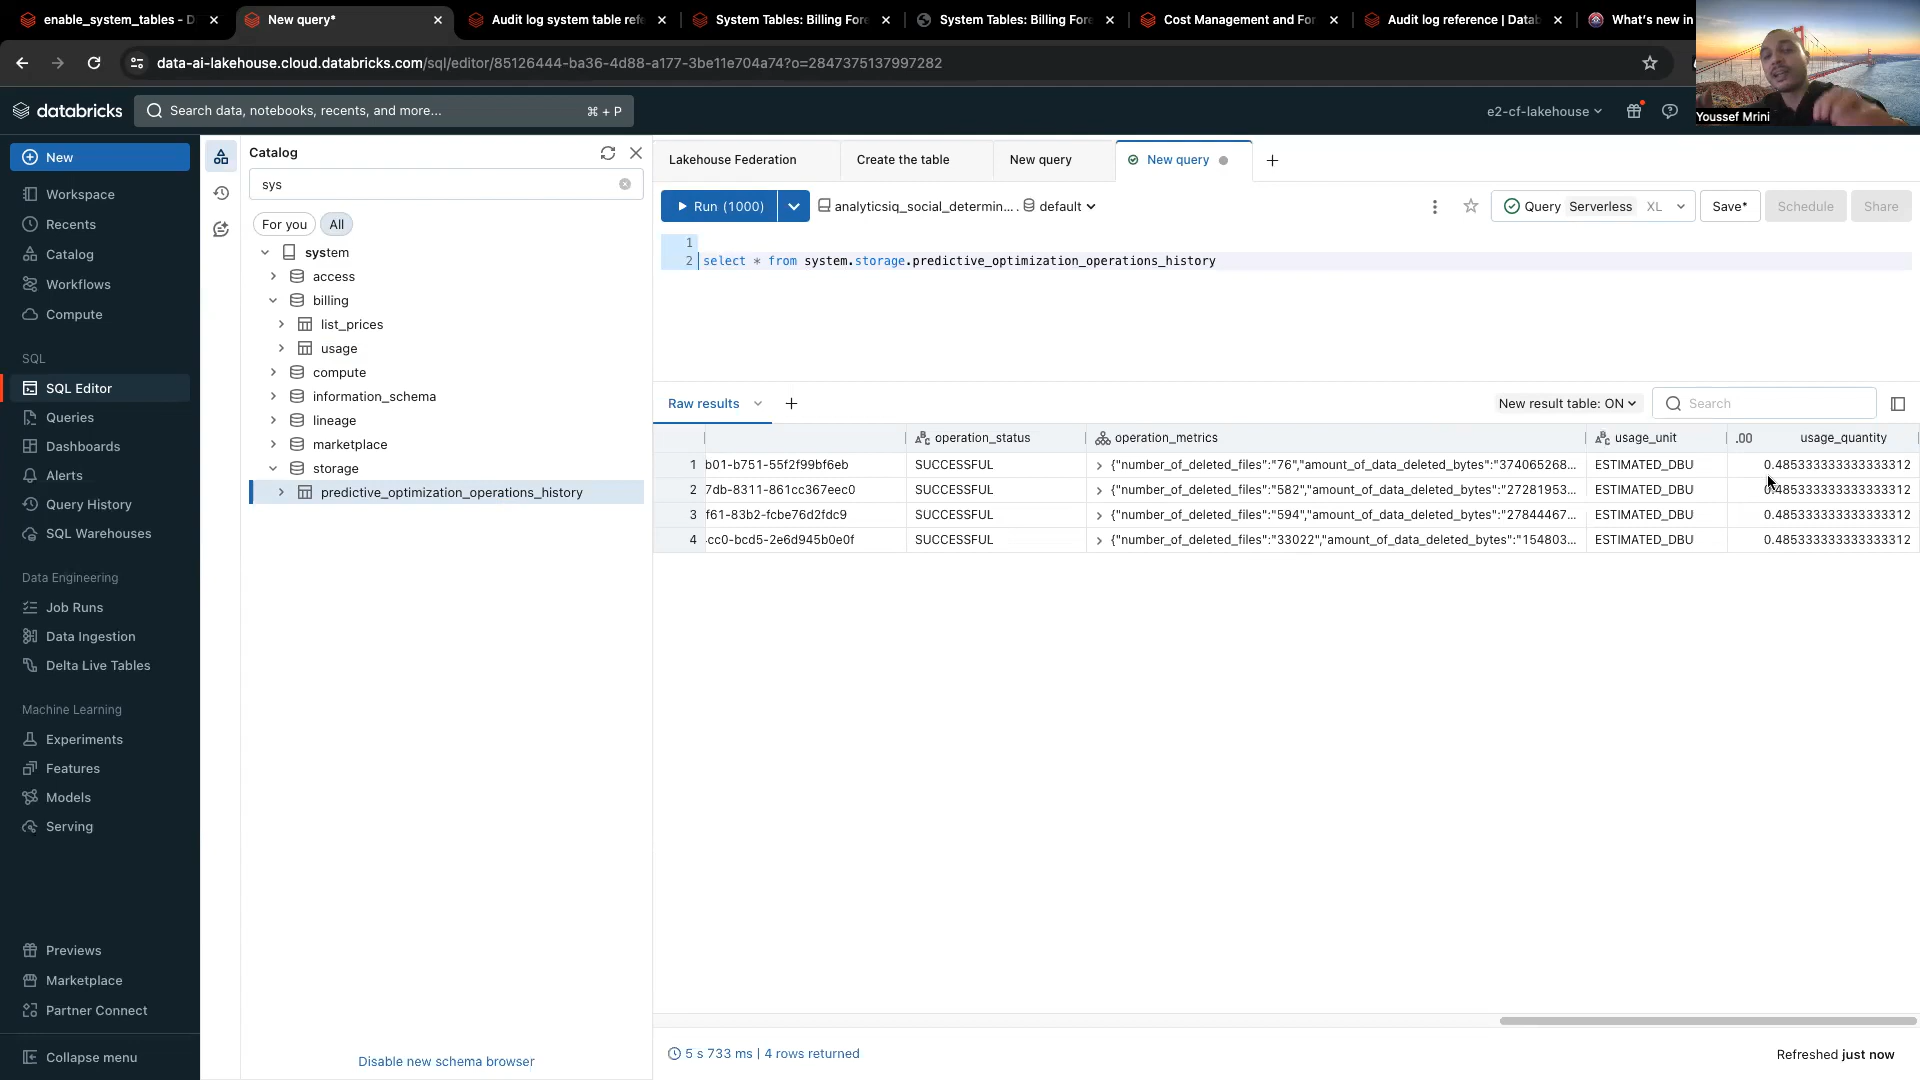 enable_system_tables - D
New query*
Audit log system table refe
System Tables: Billing Fore
System Tables: Billing Fore
Cost Management and For
Audit log reference | Datab
What's new in
data-ai-lakehouse.cloud.databricks.com/sql/editor/85126444-ba36-4d88-a177-3be11e704a74?o=2847375137997282
Youssef Mrini
databricks
Search data, notebooks, recents, and more...
⌘ + P
e2-cf-lakehouse
New
Workspace
Recents
Catalog
Workflows
Compute
SQL
SQL Editor
Queries
Dashboards
Alerts
Query History
SQL Warehouses
Data Engineering
Job Runs
Data Ingestion
Delta Live Tables
Machine Learning
Experiments
Features
Models
Serving
Previews
Marketplace
Partner Connect
Collapse menu
Catalog
sys
For you
All
system
access
billing
list_prices
usage
compute
information_schema
lineage
marketplace
storage
predictive_optimization_operations_history
Disable new schema browser
Lakehouse Federation
Create the table
New query
New query
Run (1000)
analyticsiq_social_determin... . default
Query Serverless XL
Save*
Schedule
Share
1
2 select * from system.storage.predictive_optimization_operations_history
Raw results
New result table: ON
Search
operation_status operation_metrics usage_unit .00 usage_quantity
1 b01-b751-55f2f99bf6eb SUCCESSFUL {"number_of_deleted_files":"76","amount_of_data_deleted_bytes":"374065268... ESTIMATED_DBU 0.485333333333333312
2 7db-8311-861cc367eec0 SUCCESSFUL {"number_of_deleted_files":"582","amount_of_data_deleted_bytes":"27281953... ESTIMATED_DBU 0.485333333333333312
3 f61-83b2-fcbe76d2fdc9 SUCCESSFUL {"number_of_deleted_files":"594","amount_of_data_deleted_bytes":"27844467... ESTIMATED_DBU 0.485333333333333312
4 cc0-bcd5-2e6d945b0e0f SUCCESSFUL {"number_of_deleted_files":"33022","amount_of_data_deleted_bytes":"154803... ESTIMATED_DBU 0.485333333333333312
5 s 733 ms | 4 rows returned
Refreshed just now